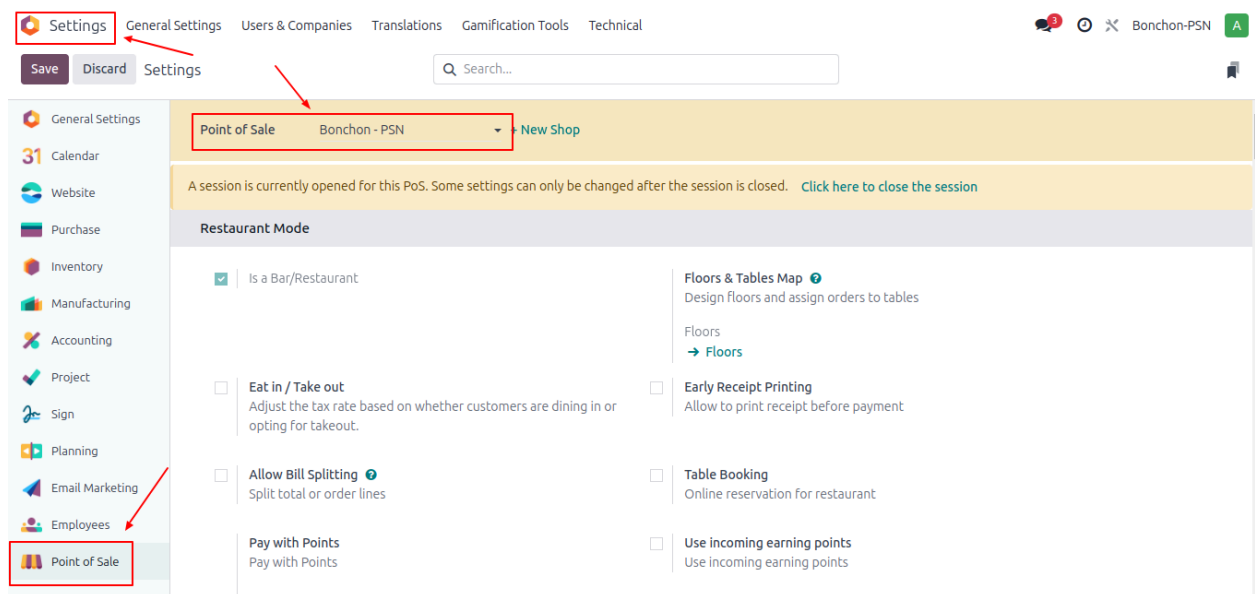 Settings General Settings Users & Companies Translations Gamification Tools Technical 3 Bonchon-PSN A
Save Discard Settings Search...
General Settings
31 Calendar
Website
Purchase
Inventory
Manufacturing
Accounting
Project
Sign
Planning
Email Marketing
Employees
Point of Sale
Point of Sale Bonchon - PSN + New Shop
A session is currently opened for this PoS. Some settings can only be changed after the session is closed. Click here to close the session
Restaurant Mode
Is a Bar/Restaurant
Floors & Tables Map ?
Design floors and assign orders to tables
Floors
→ Floors
Eat in / Take out
Adjust the tax rate based on whether customers are dining in or
opting for takeout.
Early Receipt Printing
Allow to print receipt before payment
Allow Bill Splitting ?
Split total or order lines
Table Booking
Online reservation for restaurant
Pay with Points
Pay with Points
Use incoming earning points
Use incoming earning points